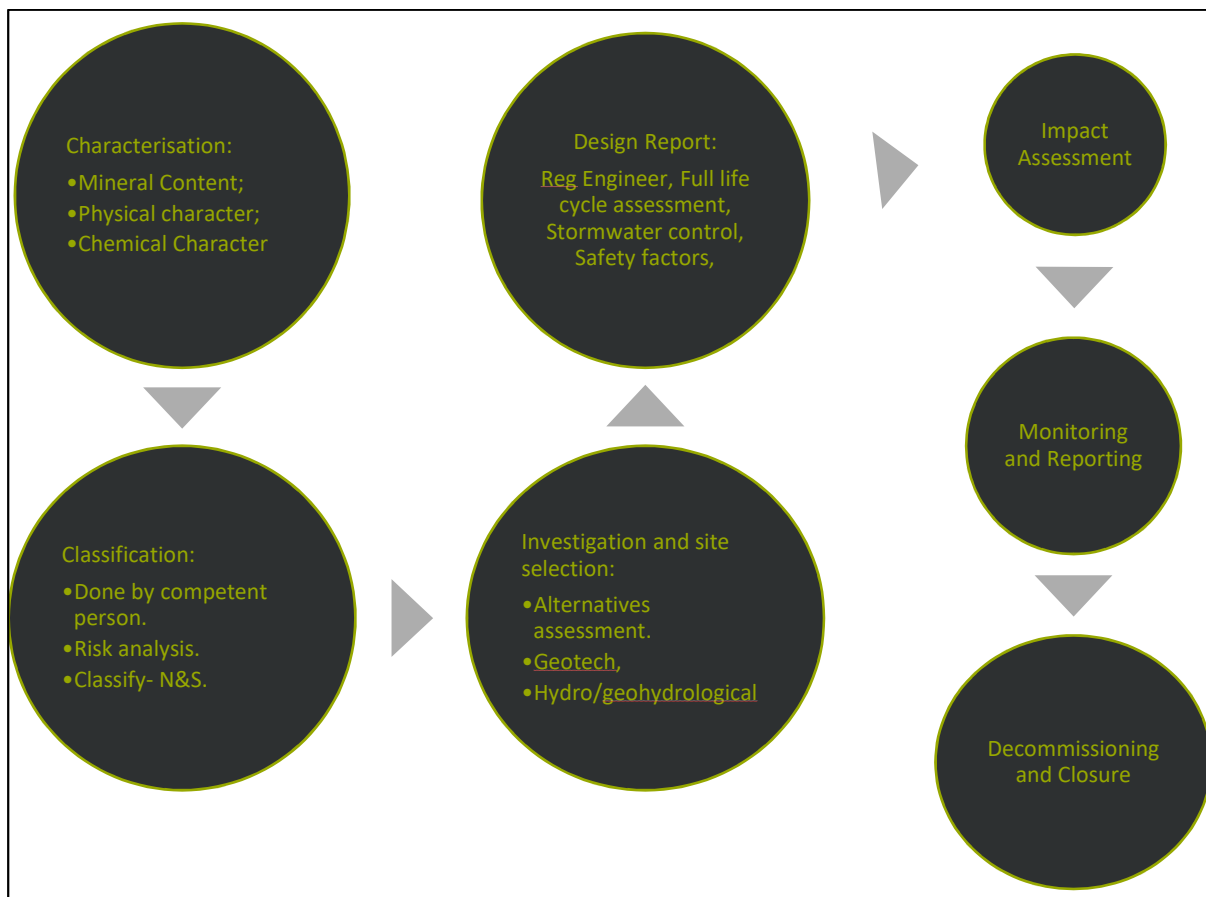 Characterisation:
•Mineral Content;
•Physical character;
•Chemical Character
Classification:
•Done by competent
person.
•Risk analysis.
•Classify- N&S.
Investigation and site
selection:
•Alternatives
assessment.
•Geotech,
•Hydro/geohydrological
Design Report:
Reg Engineer, Full life
cycle assessment,
Stormwater control,
Safety factors,
Impact
Assessment
Monitoring
and Reporting
Decommissioning
and Closure